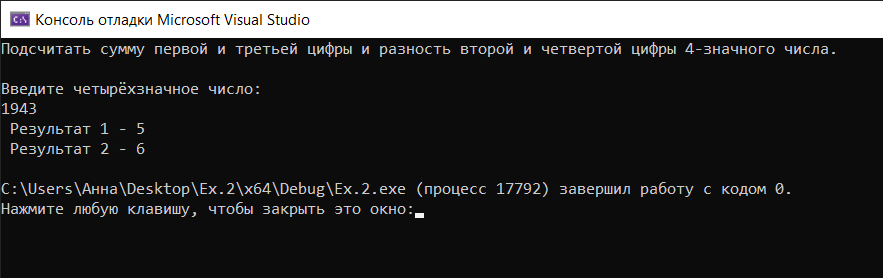 Консоль отладки Microsoft Visual Studio
Подсчитать сумму первой и третьей цифры и разность второй и четвертой цифры 4-значного числа.
Введите четырёхзначное число:
1943
Результат 1 - 5
Результат 2 - 6
C:\Users\Анна\Desktop\Ex.2\x64\Debug\Ex.2.exe (процесс 17792) завершил работу с кодом 0.
Нажмите любую клавишу, чтобы закрыть это окно: